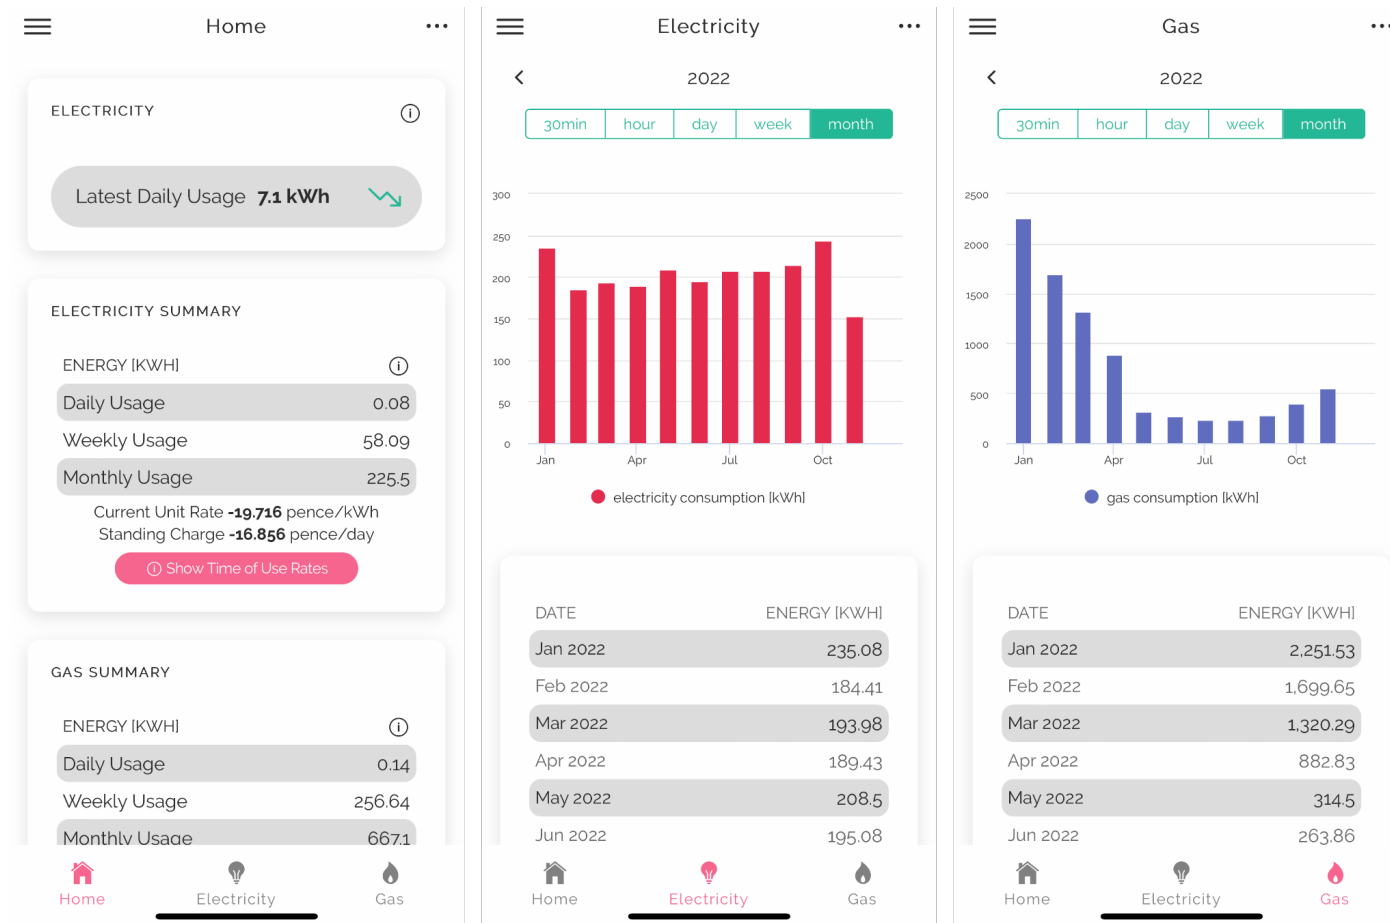 Home
ELECTRICITY
Latest Daily Usage 7.1 kWh
ELECTRICITY SUMMARY
ENERGY [KWH]
Daily Usage 0.08
Weekly Usage 58.09
Monthly Usage 225.5
Current Unit Rate -19.716 pence/kWh
Standing Charge -16.856 pence/day
Show Time of Use Rates
GAS SUMMARY
ENERGY [KWH]
Daily Usage 0.14
Weekly Usage 256.64
Monthly Usage 667.1
Home Electricity Gas
Electricity
2022
30min hour day week month
300
250
200
150
100
50
0
Jan Apr Jul Oct
electricity consumption [kWh]
DATE ENERGY [KWH]
Jan 2022 235.08
Feb 2022 184.41
Mar 2022 193.98
Apr 2022 189.43
May 2022 208.5
Jun 2022 195.08
Home Electricity Gas
Gas
2022
30min hour day week month
2500
2000
1500
1000
500
0
Jan Apr Jul Oct
gas consumption [kWh]
DATE ENERGY [KWH]
Jan 2022 2,251.53
Feb 2022 1,699.65
Mar 2022 1,320.29
Apr 2022 882.83
May 2022 314.5
Jun 2022 263.86
Home Electricity Gas